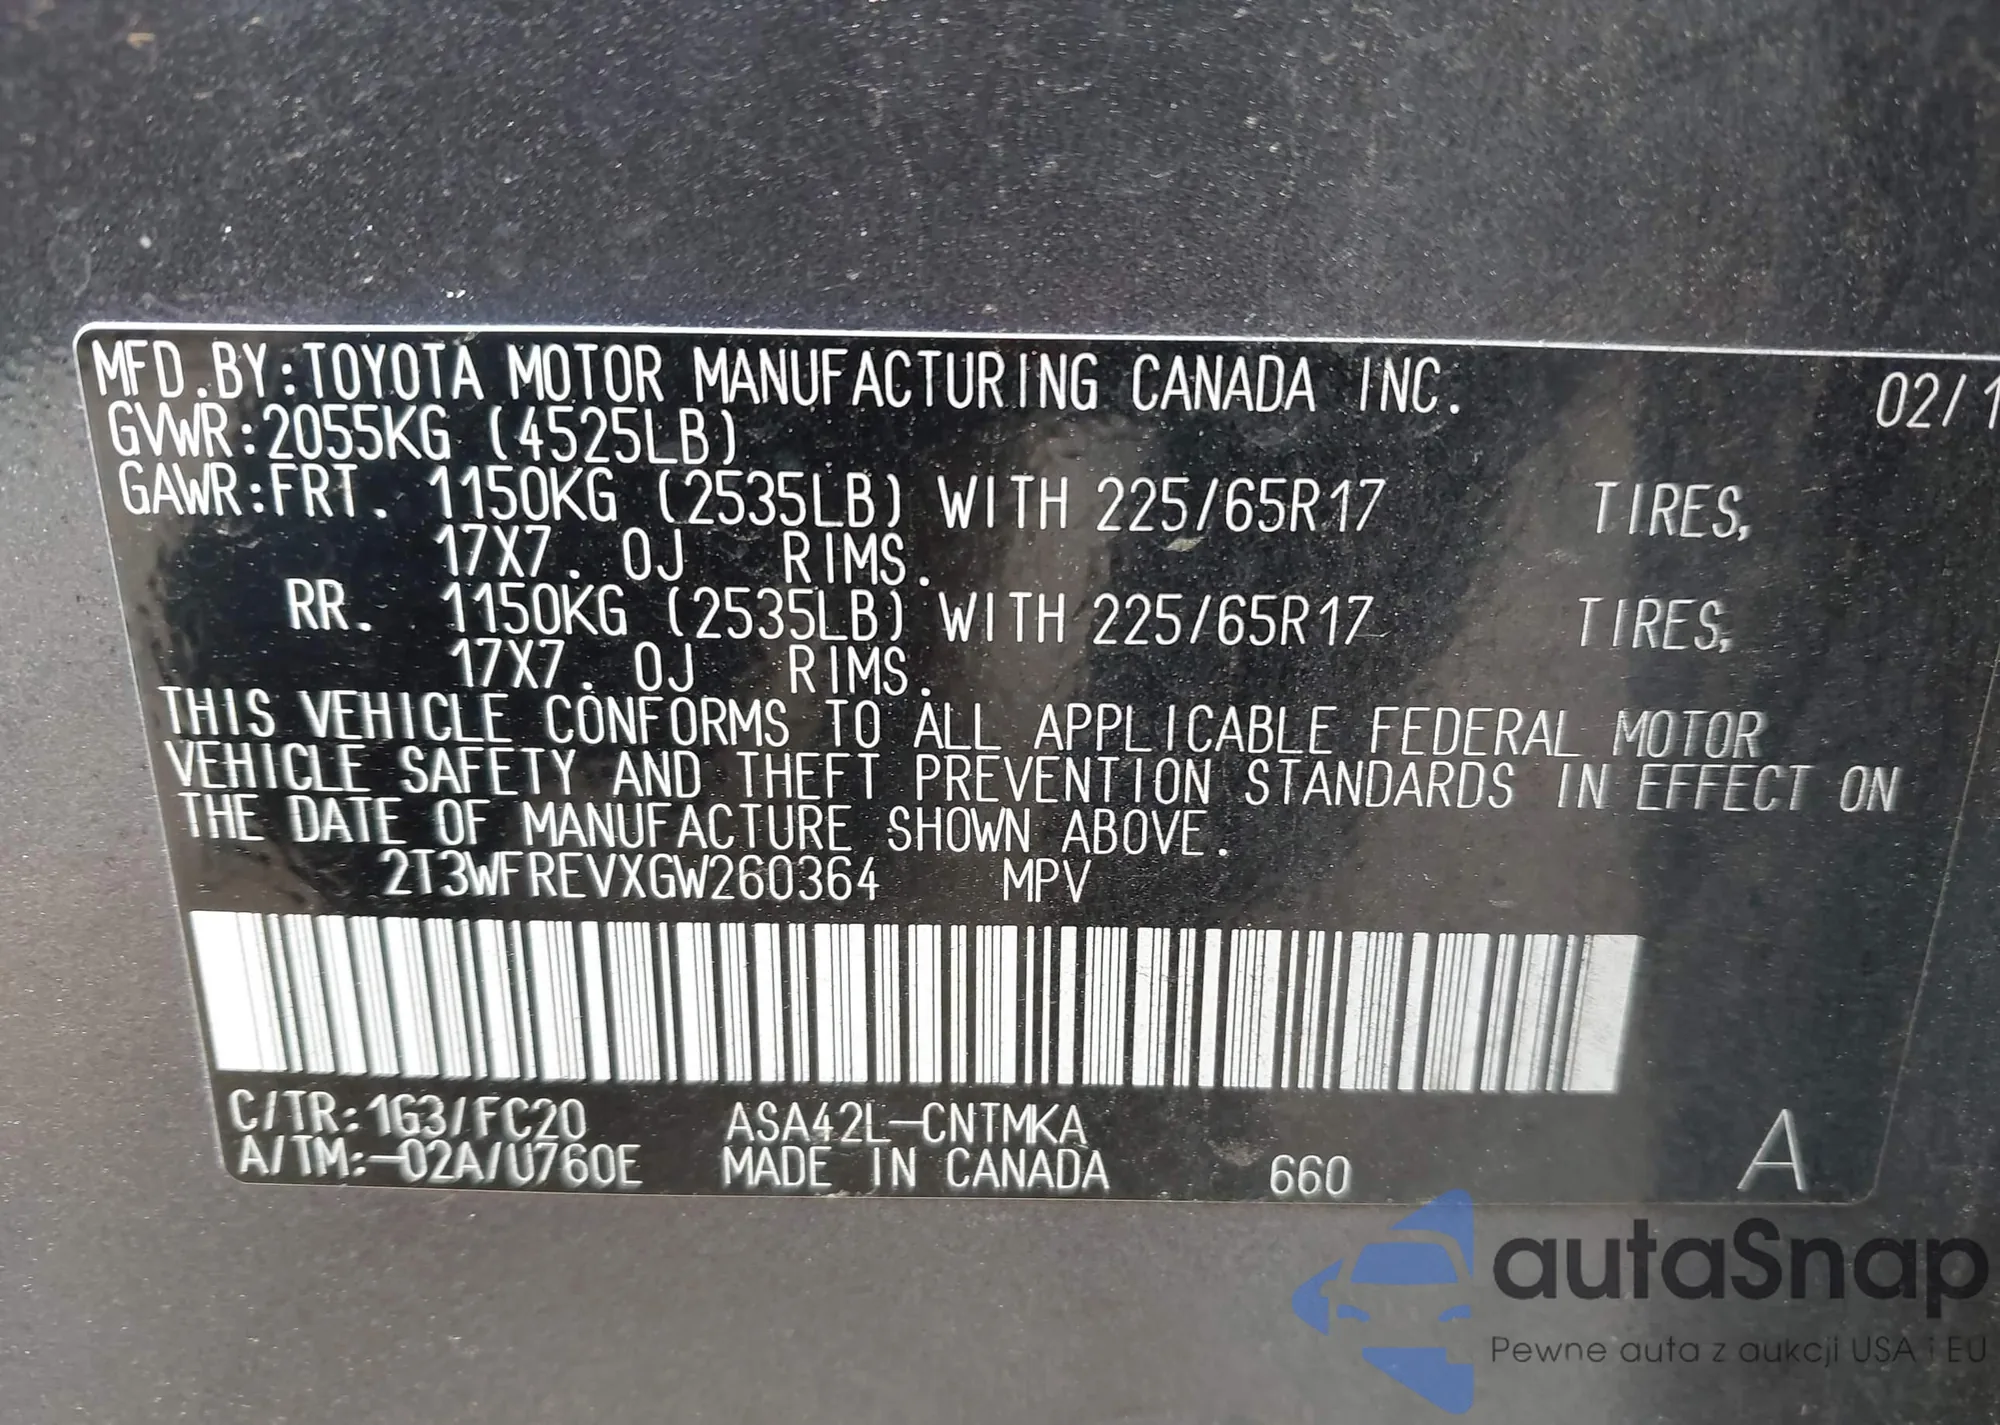 MFD. BY: TOYOTA MOTOR MANUFACTURING CANADA INC. 02/1
GVWR: 2055KG (4525LB)
GAWR: FRT. 1150KG (2535LB) WITH 225/65R17 TIRES,
17X7. 0J RIMS.
RR. 1150KG (2535LB) WITH 225/65R17 TIRES,
17X7. 0J RIMS.
THIS VEHICLE CONFORMS TO ALL APPLICABLE FEDERAL MOTOR
VEHICLE SAFETY AND THEFT PREVENTION STANDARDS IN EFFECT ON
THE DATE OF MANUFACTURE SHOWN ABOVE.
2T3WFREVXGW260364 MPV
C/TR: 1G3/FC20 ASA42L-CNTMKA
A/TM: -02A/U760E MADE IN CANADA 660 A
autaSnap
Pewne auta z aukcji USA i EU